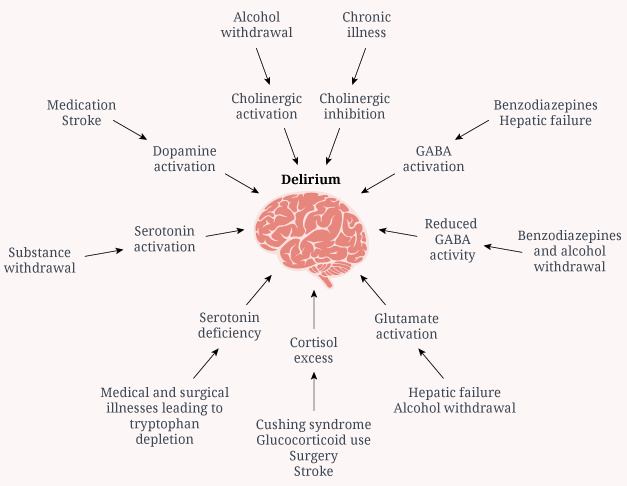 Alcohol
withdrawal
Chronic
illness
Cholinergic
activation
Cholinergic
inhibition
Medication
Stroke
Dopamine
activation
Benzodiazepines
Hepatic failure
GABA
activation
Delirium
Substance
withdrawal
Serotonin
activation
Reduced
GABA
activity
Benzodiazepines
and alcohol
withdrawal
Serotonin
deficiency
Medical and surgical
illnesses leading to
tryptophan
depletion
Cortisol
excess
Cushing syndrome
Glucocorticoid use
Surgery
Stroke
Glutamate
activation
Hepatic failure
Alcohol withdrawal